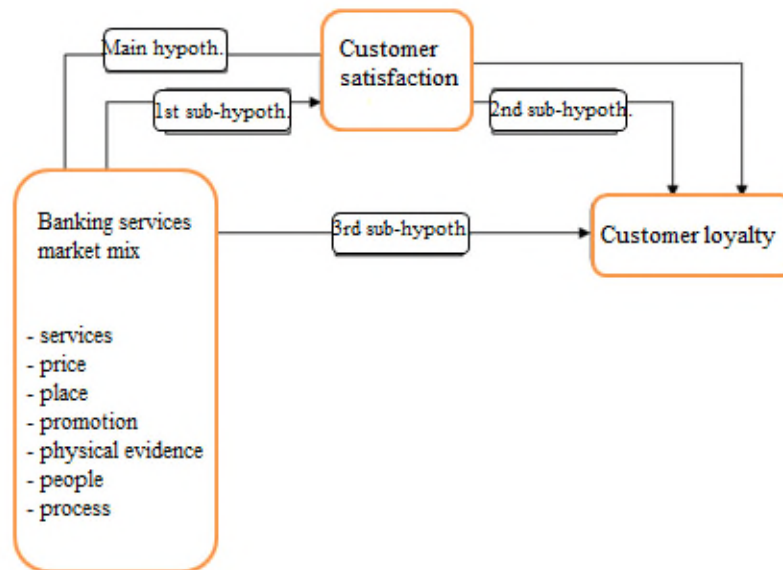 Main hypoth.
Customer
satisfaction
1st sub-hypoth.
2nd sub-hypoth.
Banking services
market mix
3rd sub-hypoth
Customer loyalty
- services
- price
- place
- promotion
- physical evidence
- people
- process